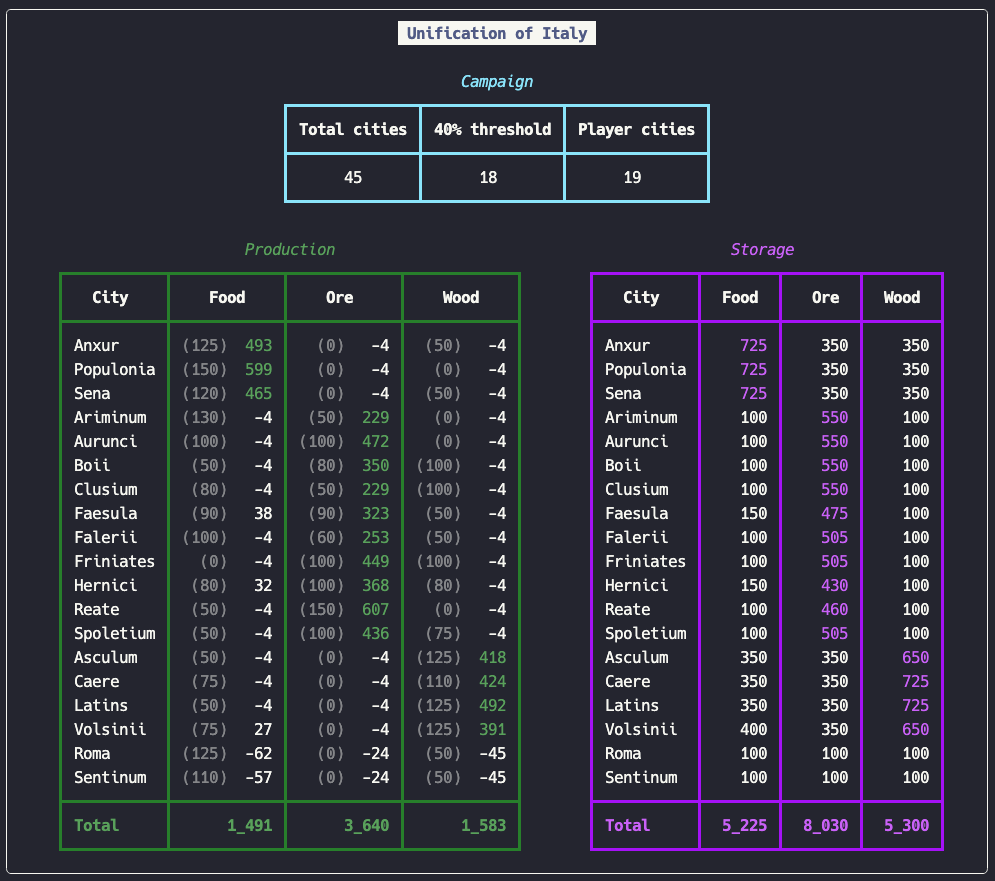 Unification of Italy
Campaign
Total cities 40% threshold Player cities
45 18 19
Production Storage
City Food Ore Wood City Food Ore Wood
Anxur (125) 493 (0) -4 (50) -4 Anxur 725 350 350
Populonia (150) 599 (0) -4 (0) -4 Populonia 725 350 350
Sena (120) 465 (0) -4 (50) -4 Sena 725 350 350
Ariminum (130) -4 (50) 229 (0) -4 Ariminum 100 550 100
Aurunci (100) -4 (100) 472 (0) -4 Aurunci 100 550 100
Boii (50) -4 (80) 350 (100) -4 Boii 100 550 100
Clusium (80) -4 (50) 229 (100) -4 Clusium 100 550 100
Faesula (90) 38 (90) 323 (50) -4 Faesula 150 475 100
Falerii (100) -4 (60) 253 (50) -4 Falerii 100 505 100
Friniates (0) -4 (100) 449 (100) -4 Friniates 100 505 100
Hernici (80) 32 (100) 368 (80) -4 Hernici 150 430 100
Reate (50) -4 (150) 607 (0) -4 Reate 100 460 100
Spoletium (50) -4 (100) 436 (75) -4 Spoletium 100 505 100
Asculum (50) -4 (0) -4 (125) 418 Asculum 350 350 650
Caere (75) -4 (0) -4 (110) 424 Caere 350 350 725
Latins (50) -4 (0) -4 (125) 492 Latins 350 350 725
Volsinii (75) 27 (0) -4 (125) 391 Volsinii 400 350 650
Roma (125) -62 (0) -24 (50) -45 Roma 100 100 100
Sentinum (110) -57 (0) -24 (50) -45 Sentinum 100 100 100
Total 1_491 3_640 1_583 Total 5_225 8_030 5_300